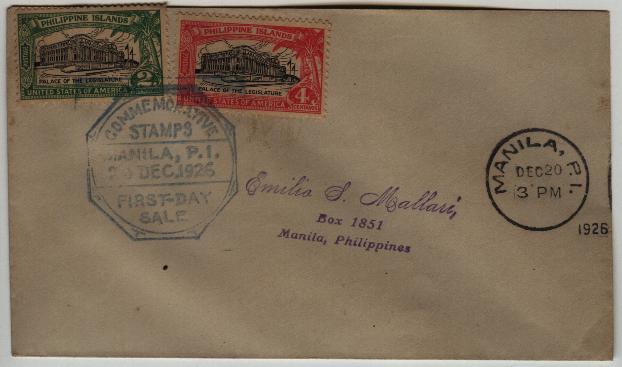 PHILIPPINE ISLANDS
PALACE OF THE LEGISLATURE
2
UNITED STATES OF AMERICA
PHILIPPINE ISLANDS
PALACE OF THE LEGISLATURE
4
CENTAVOS
UNITED STATES OF AMERICA
COMMEMORATIVE
STAMPS
MANILA, P.I.
20 DEC. 1926
FIRST-DAY
SALE
Emilio S. Mallari,
Box 1851
Manila, Philippines
MANILA, P.I.
DEC 20
3 PM
1926